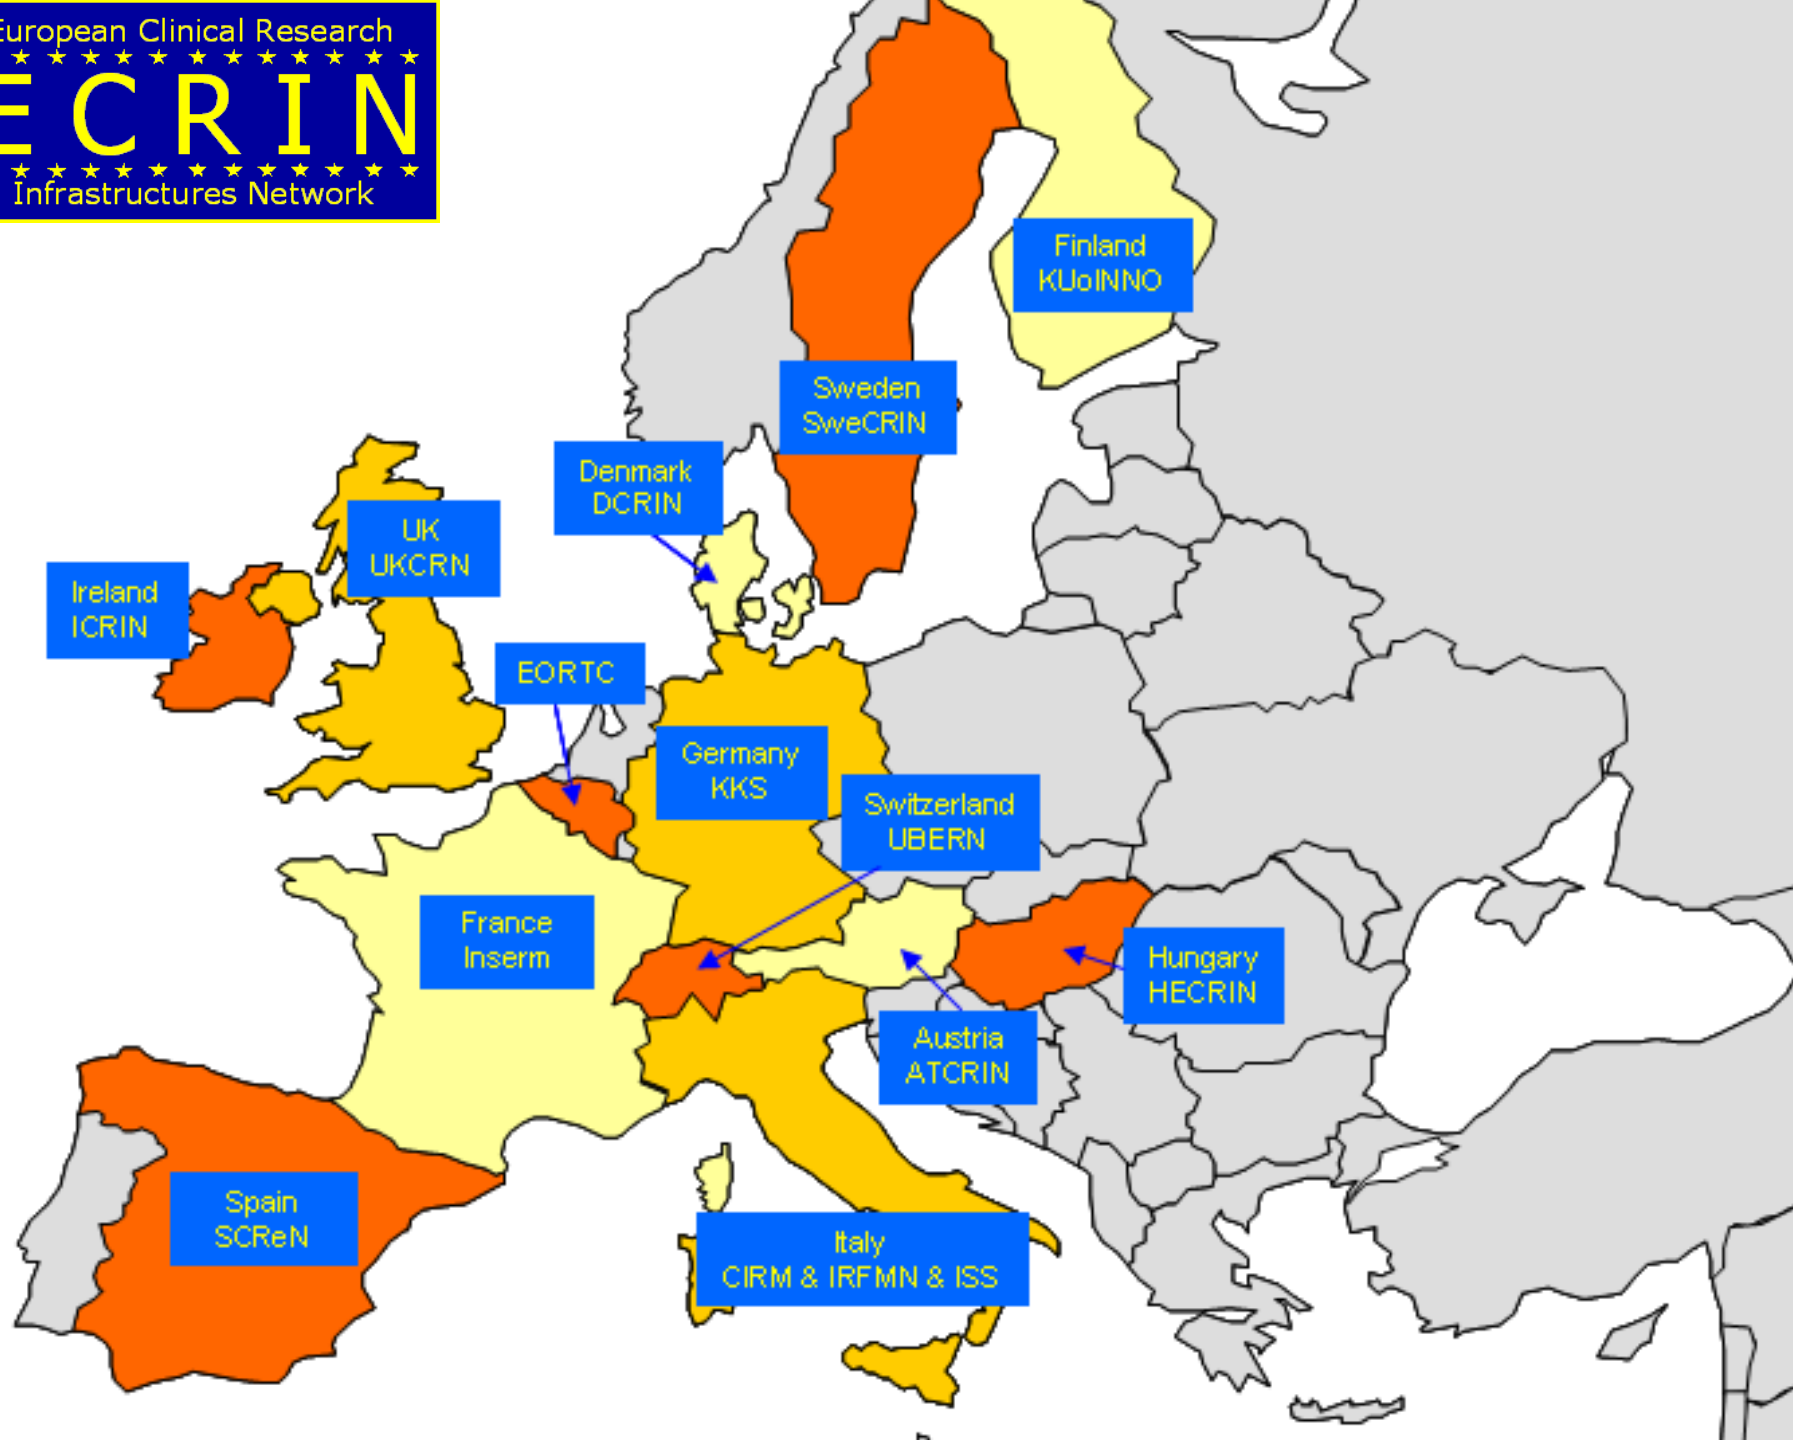 European Clinical Research
ECRIN
Infrastructures Network
Finland
KUoINNO
Sweden
SweCRIN
Denmark
DCRIN
UK
UKCRN
Ireland
ICRIN
EORTC
Germany
KKS
Switzerland
UBERN
France
Inserm
Hungary
HECRIN
Austria
ATCRIN
Spain
SCReN
Italy
CIRM & IRFMN & ISS